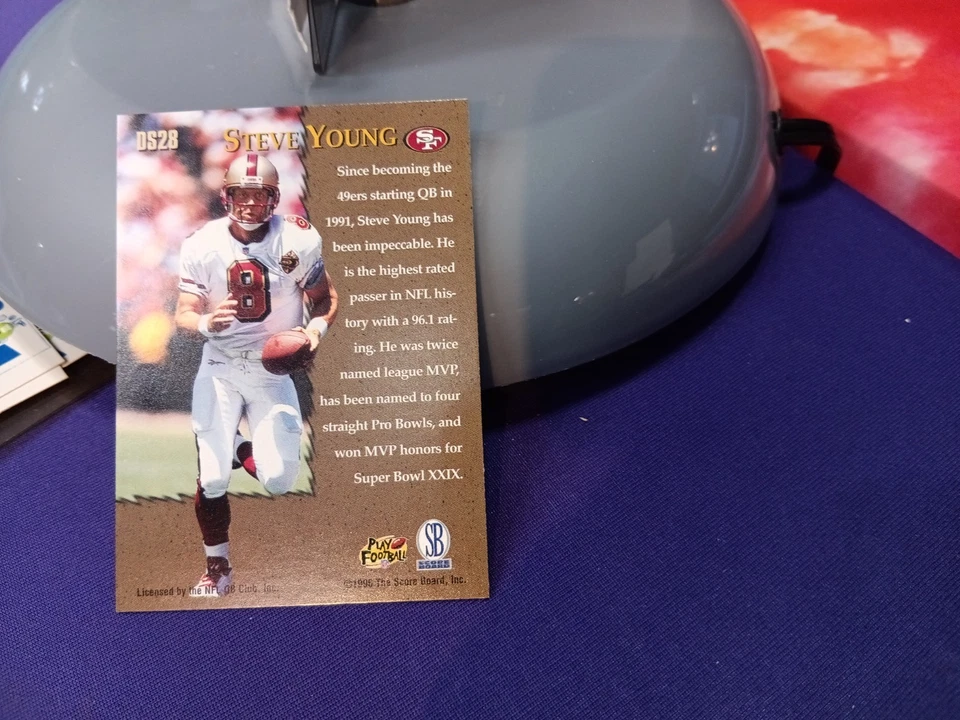 DS28
STEVE YOUNG
SF
Since becoming the
49ers starting QB in
1991, Steve Young has
been impeccable. He
is the highest rated
passer in NFL his-
tory with a 96.1 rat-
ing. He was twice
named league MVP,
has been named to four
straight Pro Bowls, and
won MVP honors for
Super Bowl XXIX.
8
PLAY
FOOTBALL
SB
SCORE
BOARD
Licensed by the NFL QB Club, Inc.
©1996 The Score Board, Inc.